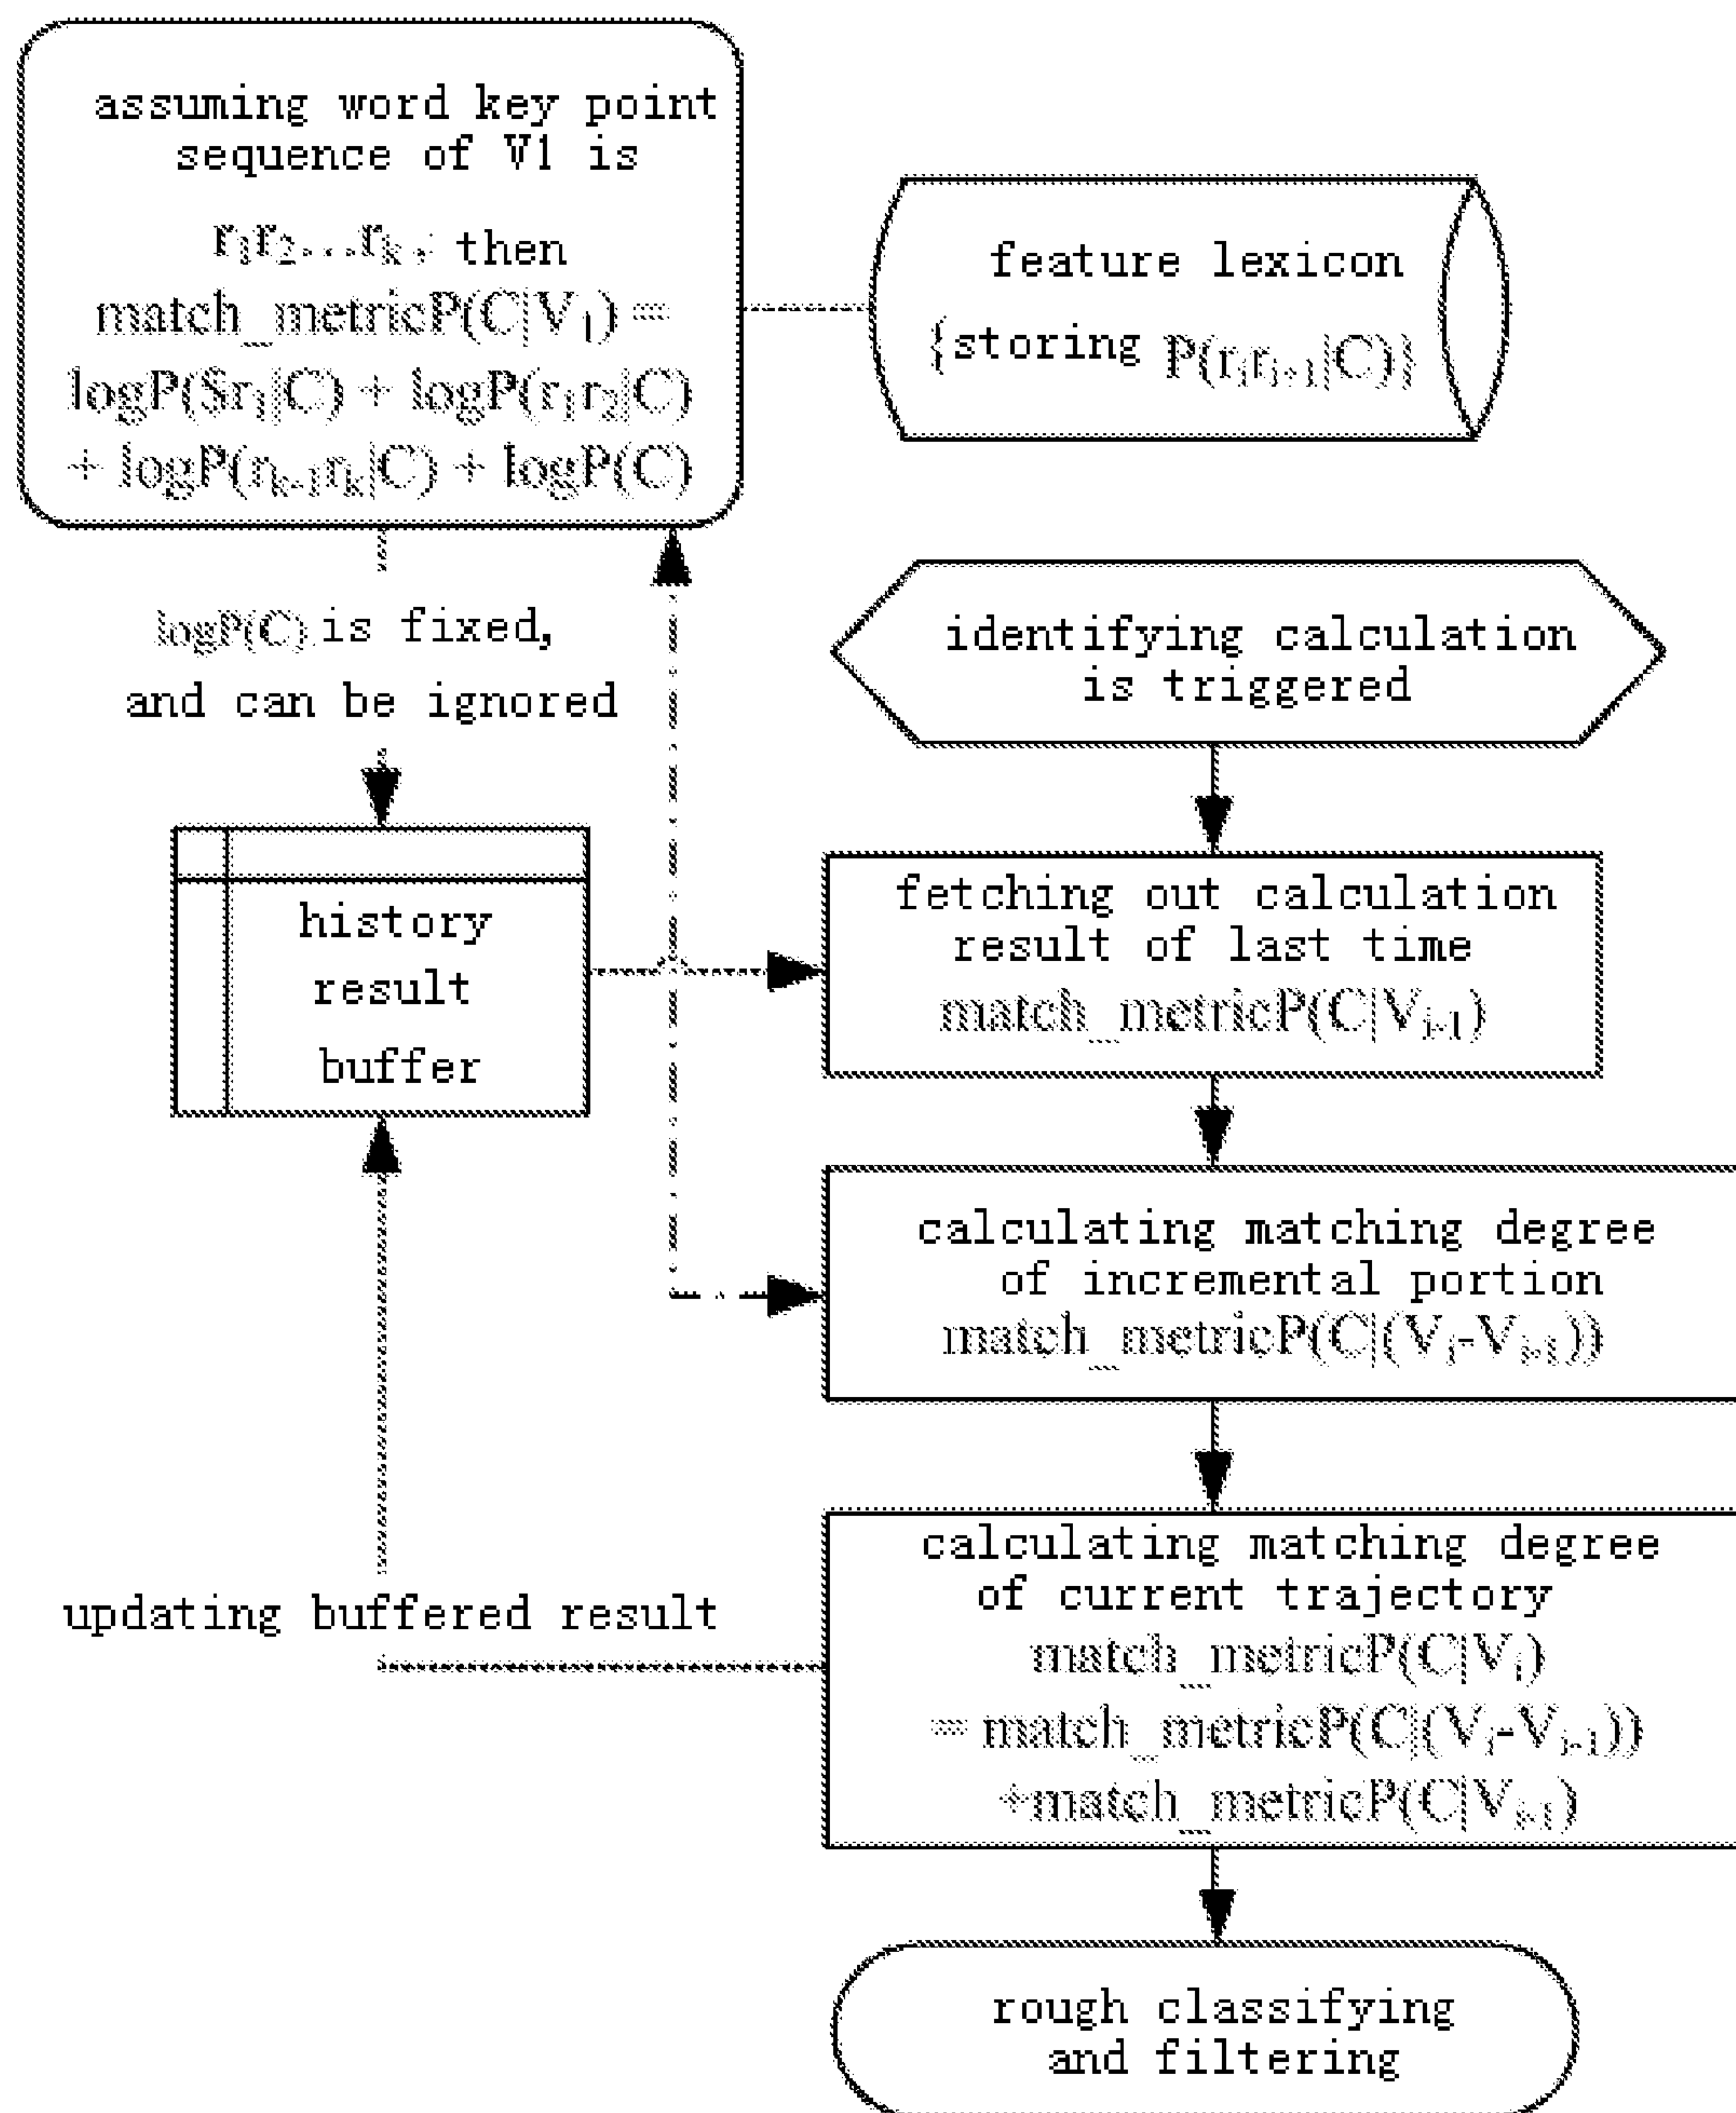 assuming word key point
sequence of V1 is
r₁r₂...rₖ, then
match_metricP(C|V₁) =
logP($r₁|C) + logP(r₁r₂|C)
+ logP(rₖ₋₁rₖ|C) + logP(C)
feature lexicon
{storing P(rᵢrᵢ₊₁|C)}
logP(C) is fixed,
and can be ignored
identifying calculation
is triggered
history
result
buffer
fetching out calculation
result of last time
match_metricP(C|Vᵢ₋₁)
calculating matching degree
of incremental portion
match_metricP(C|(Vᵢ-Vᵢ₋₁))
updating buffered result
calculating matching degree
of current trajectory
match_metricP(C|Vᵢ)
= match_metricP(C|(Vᵢ-Vᵢ₋₁))
+match_metricP(C|Vᵢ₋₁)
rough classifying
and filtering